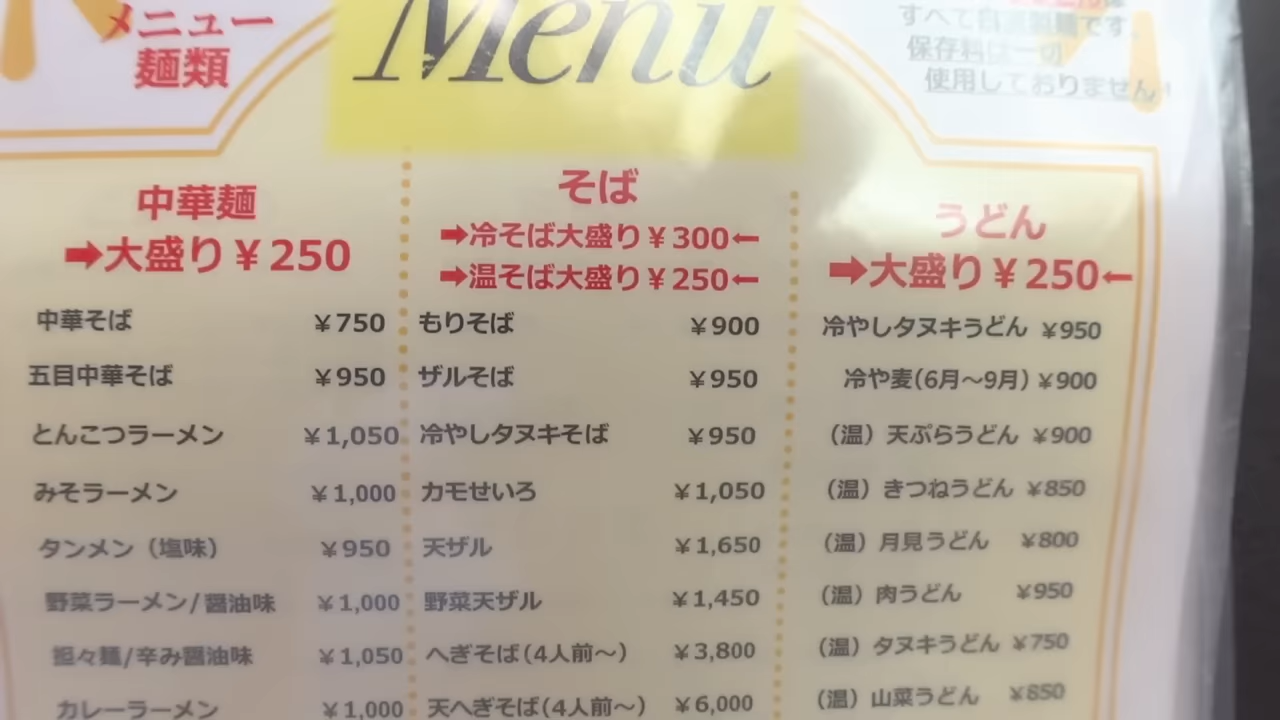 メニュー
麺類
Menu
すべて自家製麺です。
保存料は一切
使用しておりません!
中華麺
➡大盛り¥250
中華そば ¥750
五目中華そば ¥950
とんこつラーメン ¥1,050
みそラーメン ¥1,000
タンメン（塩味） ¥950
野菜ラーメン/醤油味 ¥1,000
担々麺/辛み醤油味 ¥1,050
カレーラーメン ¥1,000
そば
➡冷そば大盛り¥300←
➡温そば大盛り¥250←
もりそば ¥900
ザルそば ¥950
冷やしタヌキそば ¥950
カモせいろ ¥1,050
天ザル ¥1,650
野菜天ザル ¥1,450
へぎそば(4人前～) ¥3,800
天へぎそば(4人前～) ¥6,000
うどん
➡大盛り¥250←
冷やしタヌキうどん ¥950
冷や麦(6月～9月) ¥900
（温）天ぷらうどん ¥900
（温）きつねうどん ¥850
（温）月見うどん ¥800
（温）肉うどん ¥950
（温）タヌキうどん ¥750
（温）山菜うどん ¥850